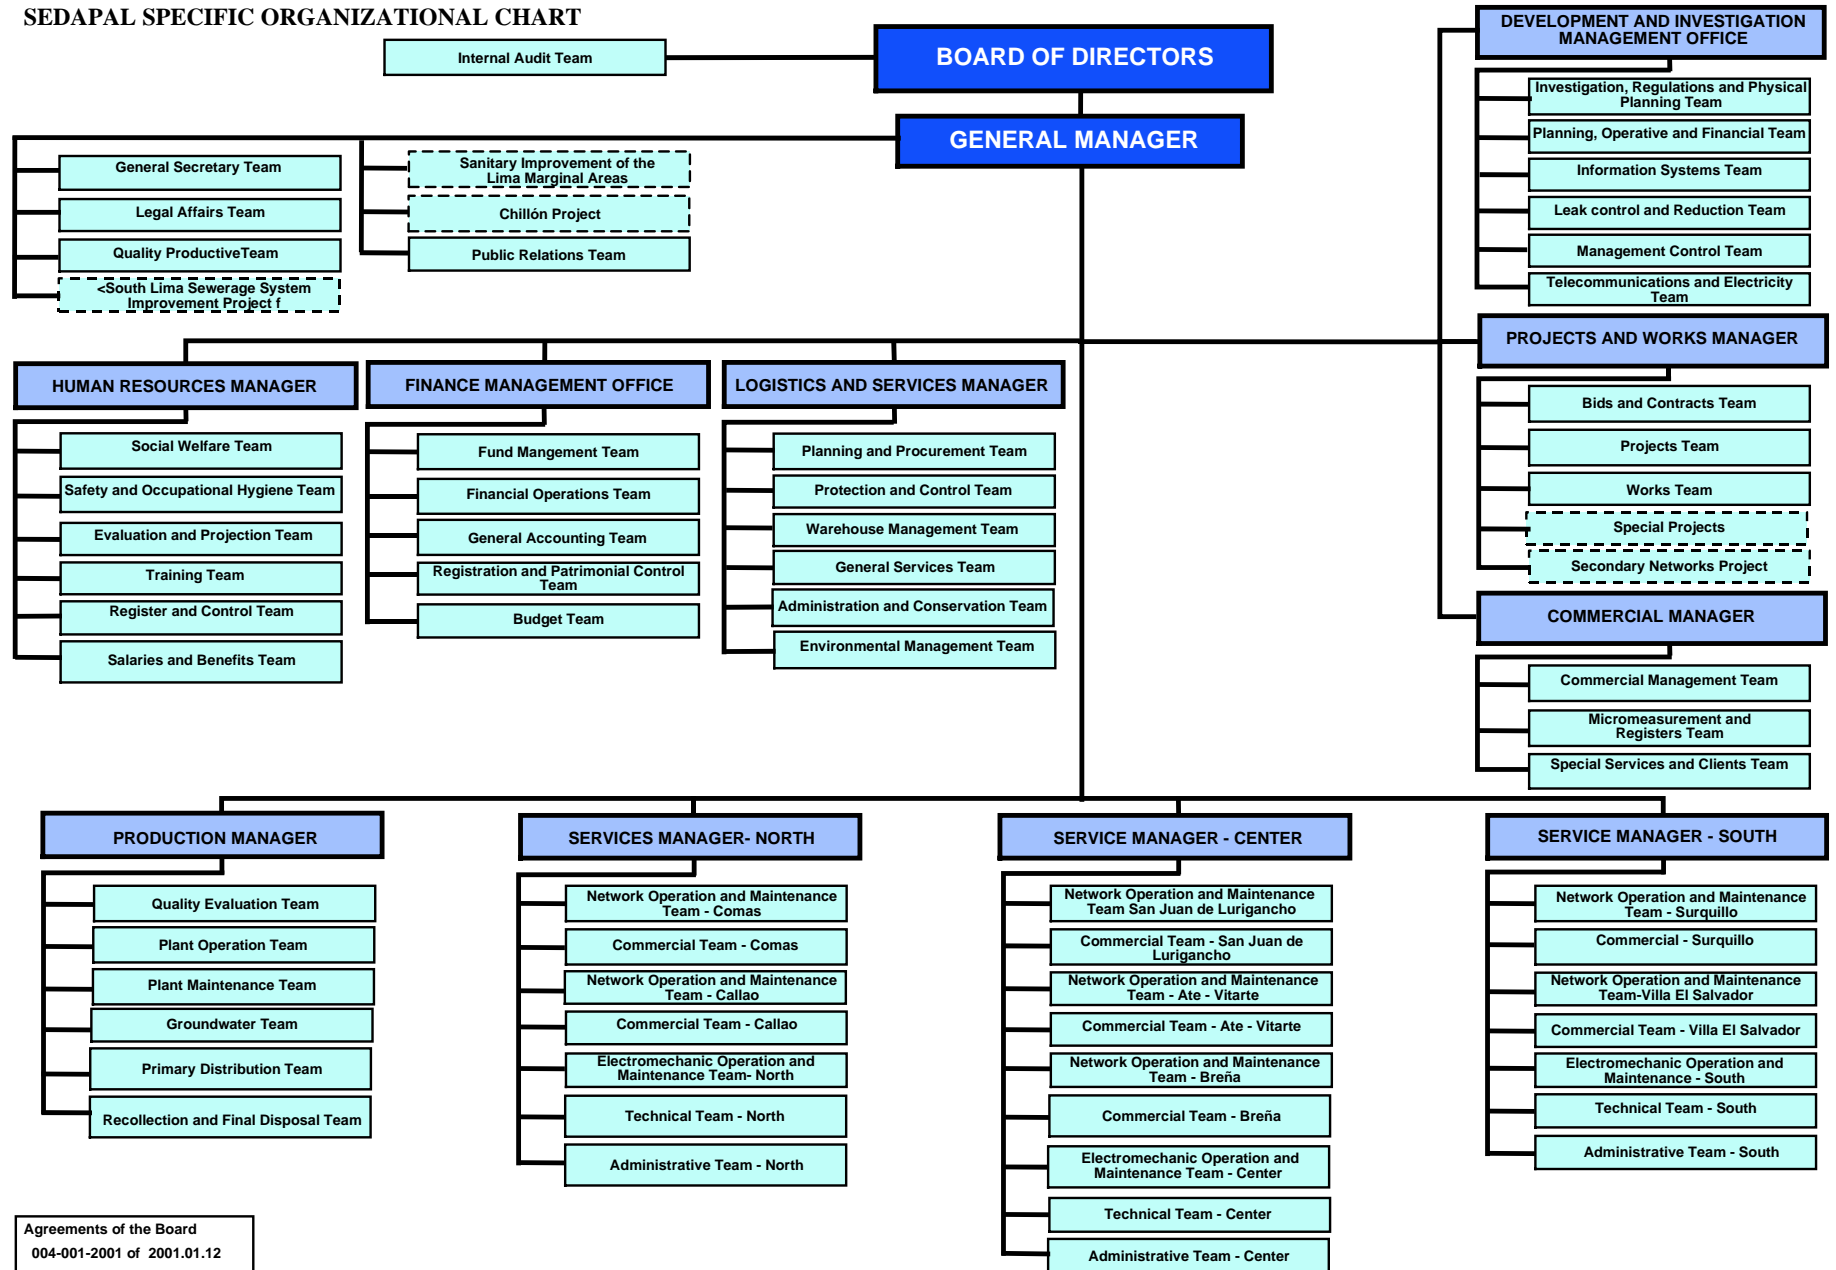 SEDAPAL SPECIFIC ORGANIZATIONAL CHART
Internal Audit Team
BOARD OF DIRECTORS
GENERAL MANAGER
General Secretary Team
Legal Affairs Team
Quality ProductiveTeam
<South Lima Sewerage System
Improvement Project f
Sanitary Improvement of the
Lima Marginal Areas
Chillón Project
Public Relations Team
DEVELOPMENT AND INVESTIGATION
MANAGEMENT OFFICE
Investigation, Regulations and Physical
Planning Team
Planning, Operative and Financial Team
Information Systems Team
Leak control and Reduction Team
Management Control Team
Telecommunications and Electricity
Team
PROJECTS AND WORKS MANAGER
Bids and Contracts Team
Projects Team
Works Team
Special Projects
Secondary Networks Project
COMMERCIAL MANAGER
Commercial Management Team
Micromeasurement and
Registers Team
Special Services and Clients Team
HUMAN RESOURCES MANAGER
Social Welfare Team
Safety and Occupational Hygiene Team
Evaluation and Projection Team
Training Team
Register and Control Team
Salaries and Benefits Team
FINANCE MANAGEMENT OFFICE
Fund Mangement Team
Financial Operations Team
General Accounting Team
Registration and Patrimonial Control
Team
Budget Team
LOGISTICS AND SERVICES MANAGER
Planning and Procurement Team
Protection and Control Team
Warehouse Management Team
General Services Team
Administration and Conservation Team
Environmental Management Team
PRODUCTION MANAGER
Quality Evaluation Team
Plant Operation Team
Plant Maintenance Team
Groundwater Team
Primary Distribution Team
Recollection and Final Disposal Team
SERVICES MANAGER- NORTH
Network Operation and Maintenance
Team - Comas
Commercial Team - Comas
Network Operation and Maintenance
Team - Callao
Commercial Team - Callao
Electromechanic Operation and
Maintenance Team- North
Technical Team - North
Administrative Team - North
SERVICE MANAGER - CENTER
Network Operation and Maintenance
Team San Juan de Lurigancho
Commercial Team - San Juan de
Lurigancho
Network Operation and Maintenance
Team - Ate - Vitarte
Commercial Team - Ate - Vitarte
Network Operation and Maintenance
Team - Breña
Commercial Team - Breña
Electromechanic Operation and
Maintenance Team - Center
Technical Team - Center
Administrative Team - Center
SERVICE MANAGER - SOUTH
Network Operation and Maintenance
Team - Surquillo
Commercial - Surquillo
Network Operation and Maintenance
Team-Villa El Salvador
Commercial Team - Villa El Salvador
Electromechanic Operation and
Maintenance - South
Technical Team - South
Administrative Team - South
Agreements of the Board
004-001-2001 of 2001.01.12